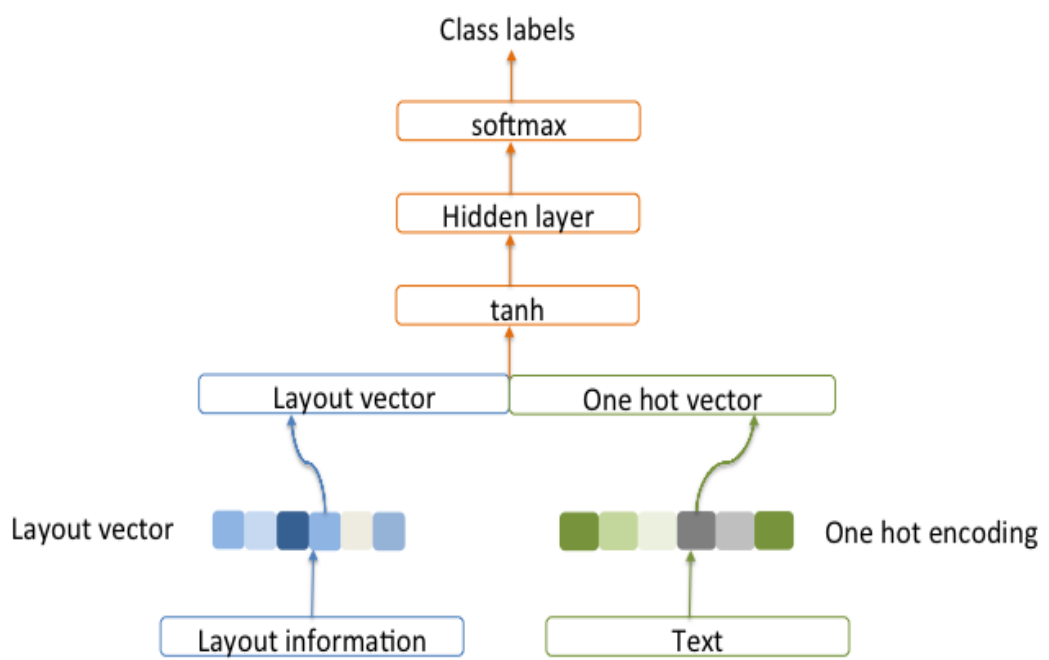 Class labels
softmax
Hidden layer
tanh
Layout vector
One hot vector
Layout vector
One hot encoding
Layout information
Text